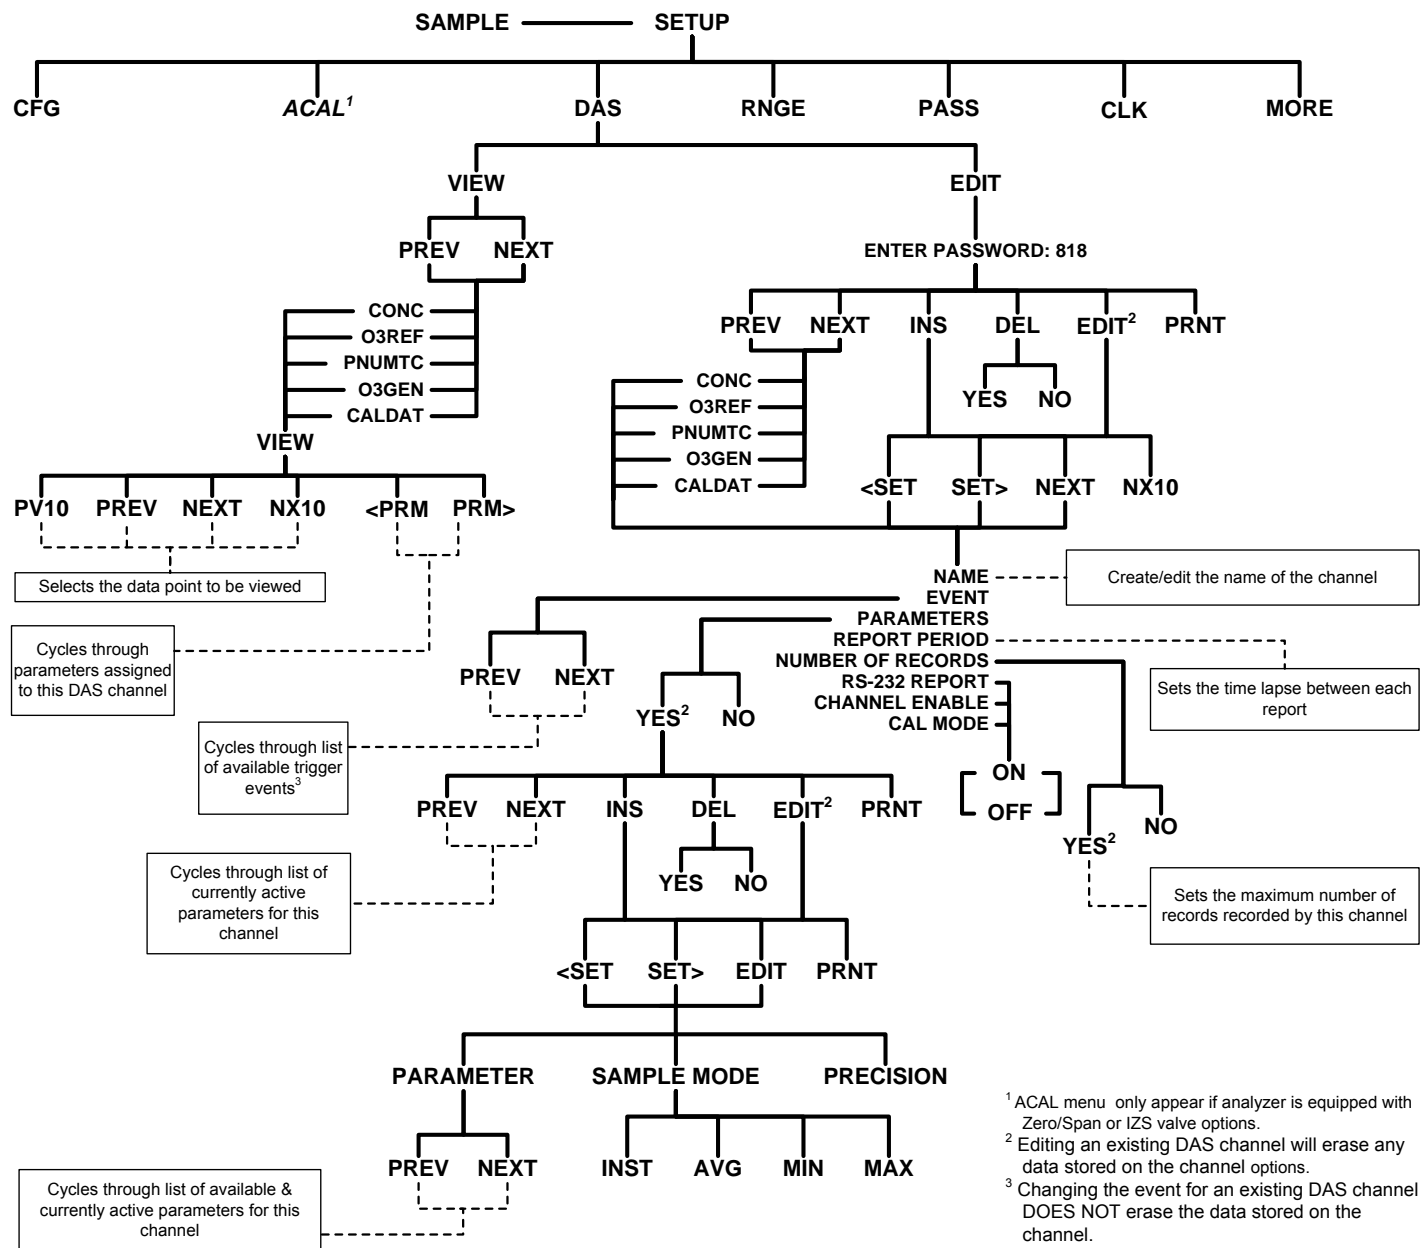 SAMPLE SETUP
CFG ACAL¹ DAS RNGE PASS CLK MORE
VIEW EDIT
PREV NEXT
ENTER PASSWORD: 818
CONC
O3REF
PNUMTC
O3GEN
CALDAT
VIEW
PV10 PREV NEXT NX10 <PRM PRM>
Selects the data point to be viewed
Cycles through
parameters assigned
to this DAS channel
PREV NEXT INS DEL EDIT² PRNT
YES NO
CONC
O3REF
PNUMTC
O3GEN
CALDAT
<SET SET> NEXT NX10
NAME
EVENT
PARAMETERS
REPORT PERIOD
NUMBER OF RECORDS
RS-232 REPORT
CHANNEL ENABLE
CAL MODE
Create/edit the name of the channel
Sets the time lapse between each
report
PREV NEXT
Cycles through list
of available trigger
events³
YES² NO
ON
OFF
YES² NO
Sets the maximum number of
records recorded by this channel
PREV NEXT INS DEL EDIT² PRNT
Cycles through list of
currently active
parameters for this
channel
YES NO
<SET SET> EDIT PRNT
PARAMETER SAMPLE MODE PRECISION
PREV NEXT INST AVG MIN MAX
Cycles through list of available &
currently active parameters for this
channel
¹ ACAL menu only appear if analyzer is equipped with
Zero/Span or IZS valve options.
² Editing an existing DAS channel will erase any
data stored on the channel options.
³ Changing the event for an existing DAS channel
DOES NOT erase the data stored on the
channel.